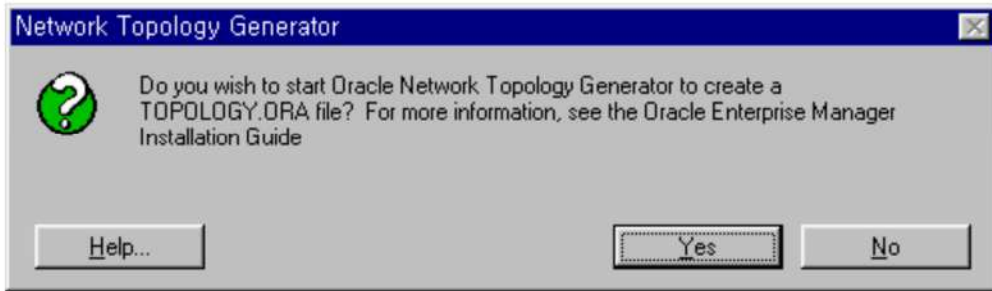 Network Topology Generator
Do you wish to start Oracle Network Topology Generator to create a
TOPOLOGY.ORA file? For more information, see the Oracle Enterprise Manager
Installation Guide
Help...
Yes
No